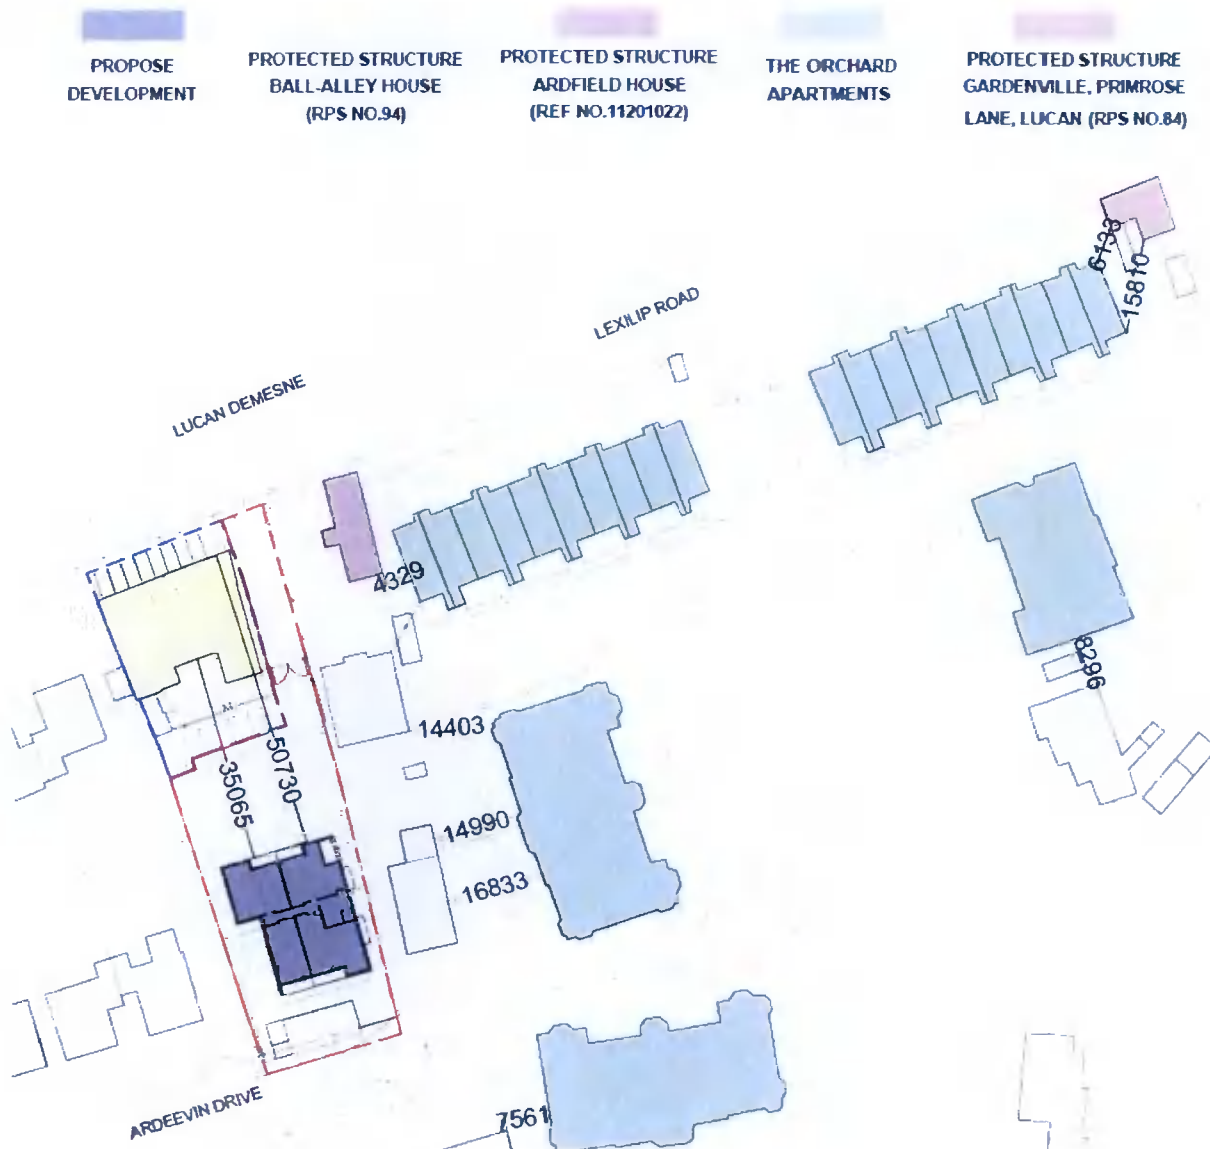 PROPOSE
DEVELOPMENT
PROTECTED STRUCTURE
BALL-ALLEY HOUSE
(RPS NO.94)
PROTECTED STRUCTURE
ARDFIELD HOUSE
(REF NO.11201022)
THE ORCHARD
APARTMENTS
PROTECTED STRUCTURE
GARDENVILLE, PRIMROSE
LANE, LUCAN (RPS NO.84)
6133
15810
LEXILIP ROAD
LUCAN DEMESNE
4329
8296
14403
50730
35065
14990
16833
ARDEEVIN DRIVE
7561